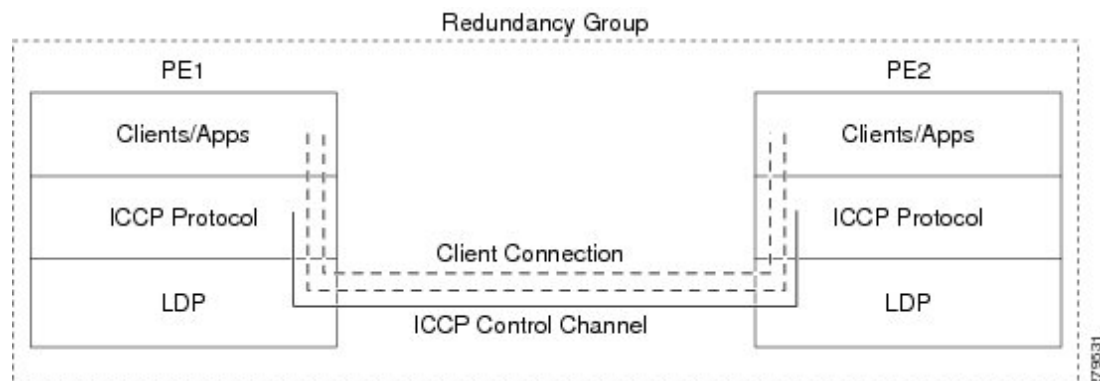 Redundancy Group
PE1
PE2
Clients/Apps
Clients/Apps
ICCP Protocol
ICCP Protocol
Client Connection
LDP
LDP
ICCP Control Channel